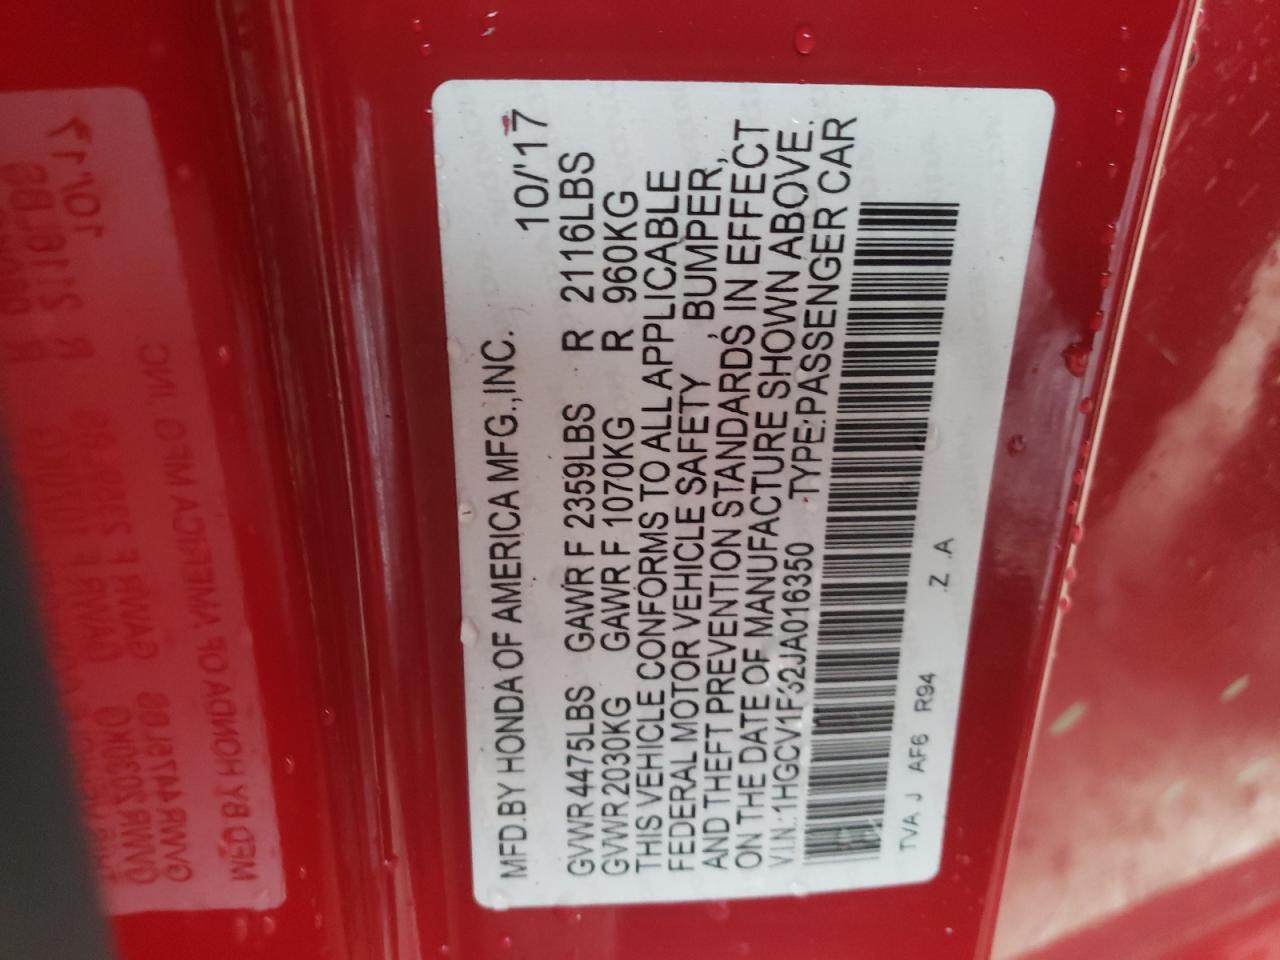 MFD.BY HONDA OF AMERICA MFG.,INC. 10/'17
GVWR 4475LBS GAWR F 2359LBS R 2116LBS
GVWR 2030KG GAWR F 1070KG R 960KG
THIS VEHICLE CONFORMS TO ALL APPLICABLE
FEDERAL MOTOR VEHICLE SAFETY, BUMPER,
AND THEFT PREVENTION STANDARDS IN EFFECT
ON THE DATE OF MANUFACTURE SHOWN ABOVE.
V.I.N.:1HGCV1F32JA016350 TYPE:PASSENGER CAR
TVA J AF6 R94 .Z .A